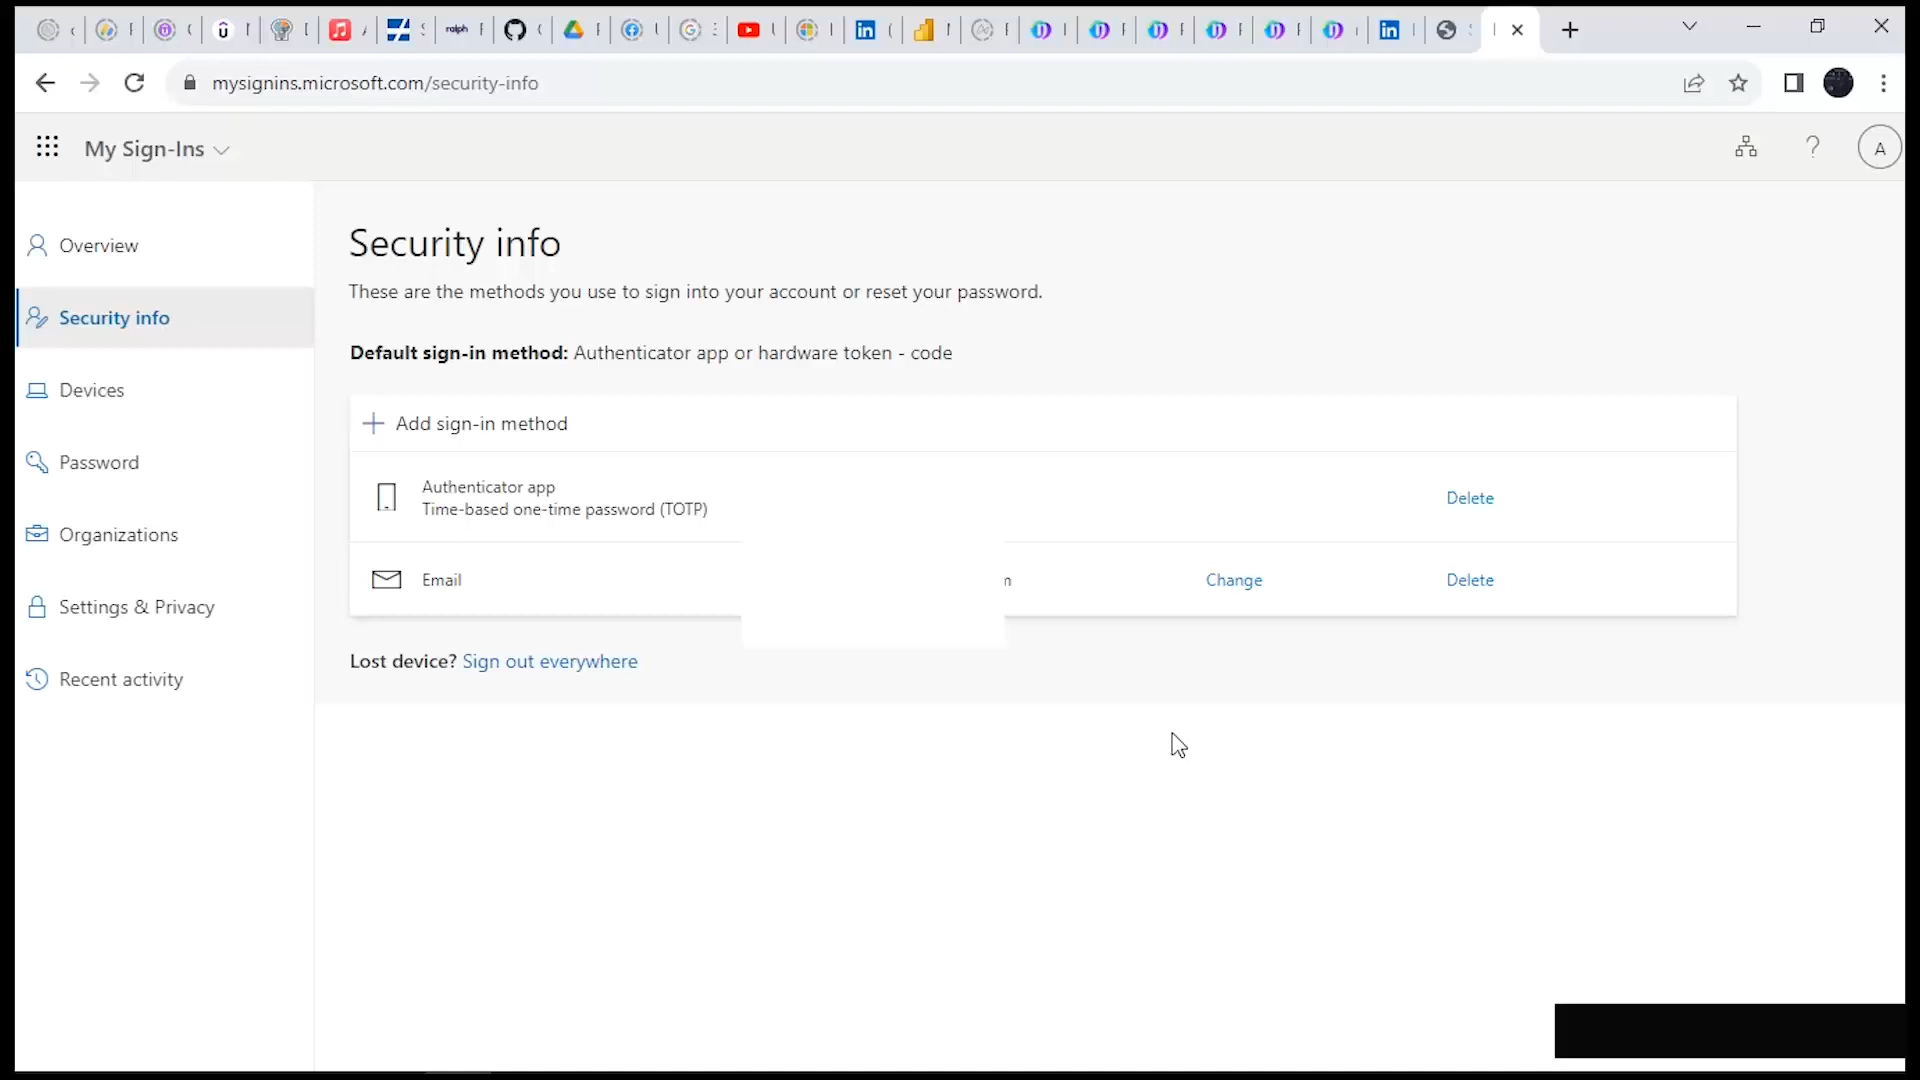 ralph
mysignins.microsoft.com/security-info
My Sign-Ins
A
Overview
Security info
Devices
Password
Organizations
Settings & Privacy
Recent activity
Security info
These are the methods you use to sign into your account or reset your password.
Default sign-in method: Authenticator app or hardware token - code
Add sign-in method
Authenticator app
Time-based one-time password (TOTP)
Delete
Email
Change
Delete
Lost device? Sign out everywhere